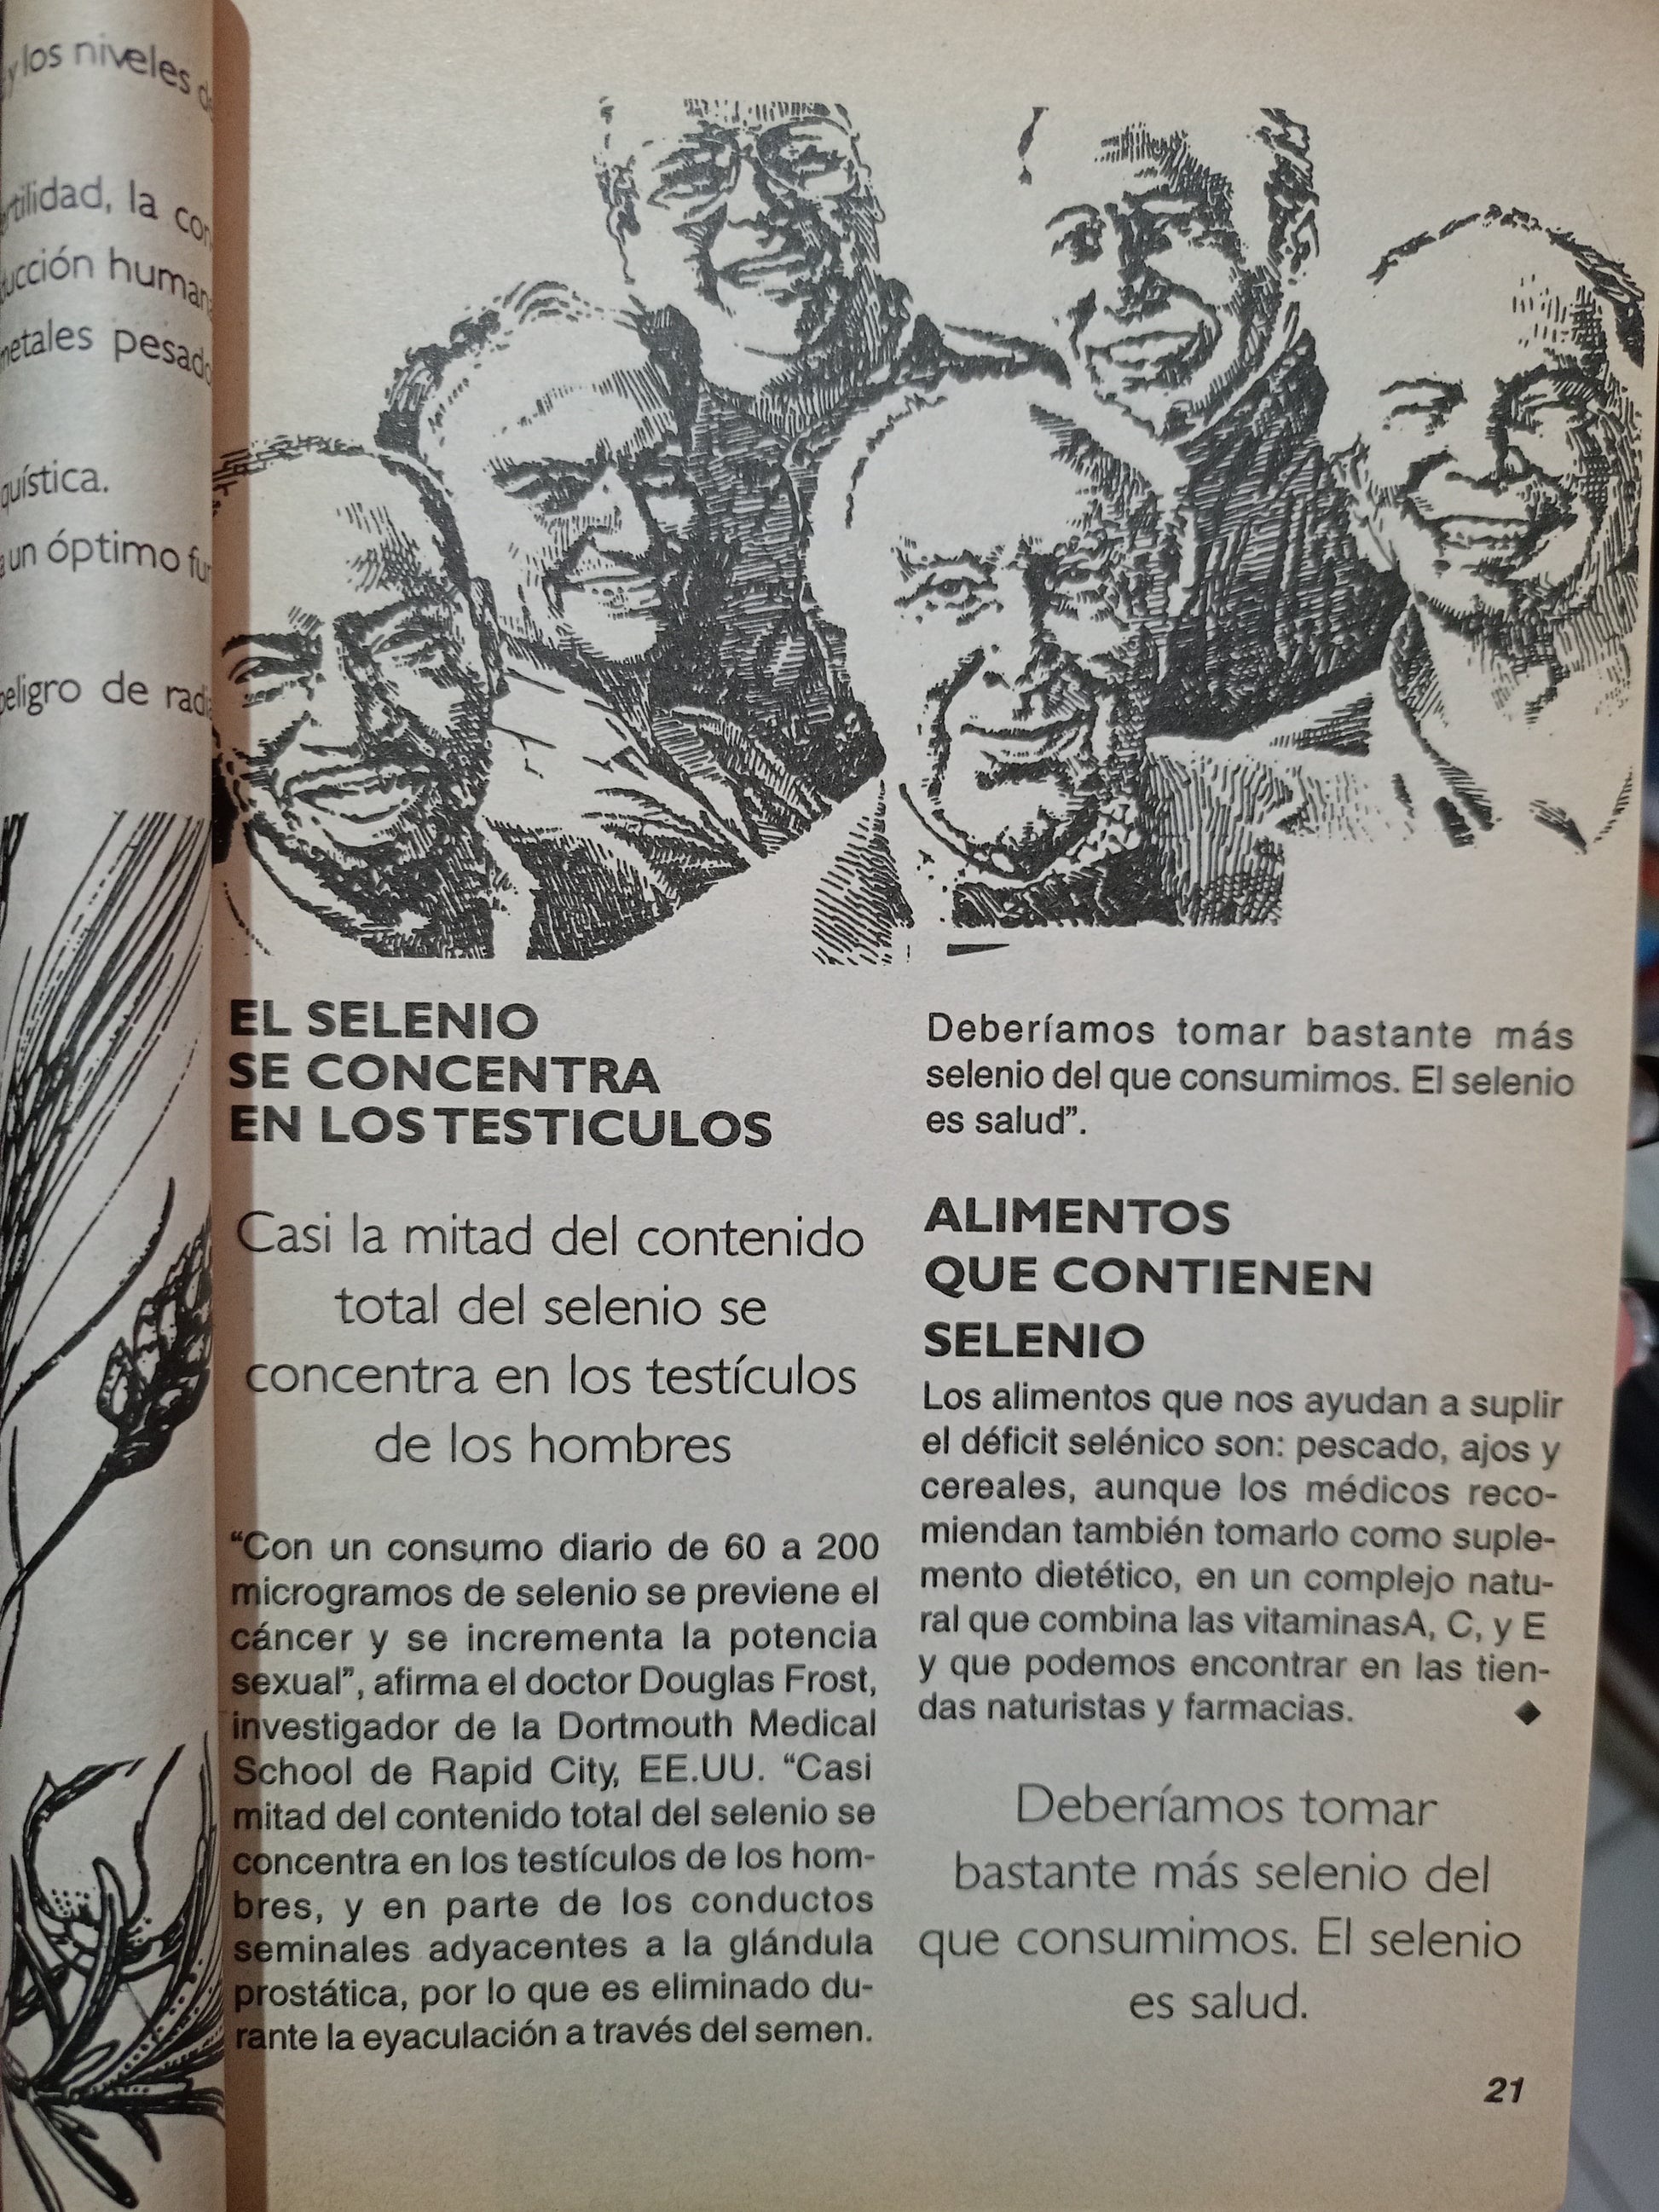 y los niveles
la
humana
metales pesado
un óptimo
peligro de
EL SELENIO
SE CONCENTRA
EN LOS TESTICULOS
Casi la mitad del contenido
total del selenio se
concentra en los testículos
de los hombres
“Con un consumo diario de 60 a 200
microgramos de selenio se previene el
cáncer y se incrementa la potencia
sexual”, afirma el doctor Douglas Frost,
investigador de la Dortmouth Medical
School de Rapid City, EE.UU. “Casi
mitad del contenido total del selenio se
concentra en los testículos de los hom-
bres, y en parte de los conductos
seminales adyacentes a la glándula
prostática, por lo que es eliminado du-
rante la eyaculación a través del semen.
Deberíamos tomar bastante más
selenio del que consumimos. El selenio
es salud”.
ALIMENTOS
QUE CONTIENEN
SELENIO
Los alimentos que nos ayudan a suplir
el déficit selénico son: pescado, ajos y
cereales, aunque los médicos reco-
miendan también tomarlo como suple-
mento dietético, en un complejo natu-
ral que combina las vitaminasA, C, y E
y que podemos encontrar en las tien-
das naturistas y farmacias. ◆
Deberíamos tomar
bastante más selenio del
que consumimos. El selenio
es salud.
21